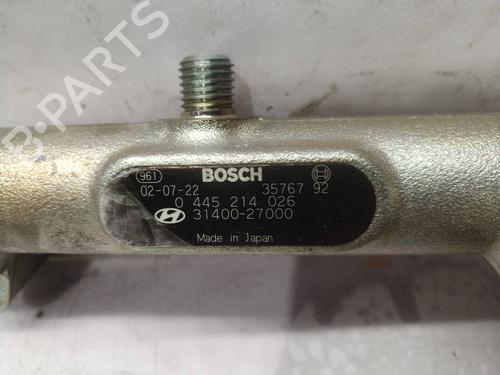 B-PARTS
961 BOSCH
02-07-22 35767 92
0 445 214 026
31400-27000
Made in Japan